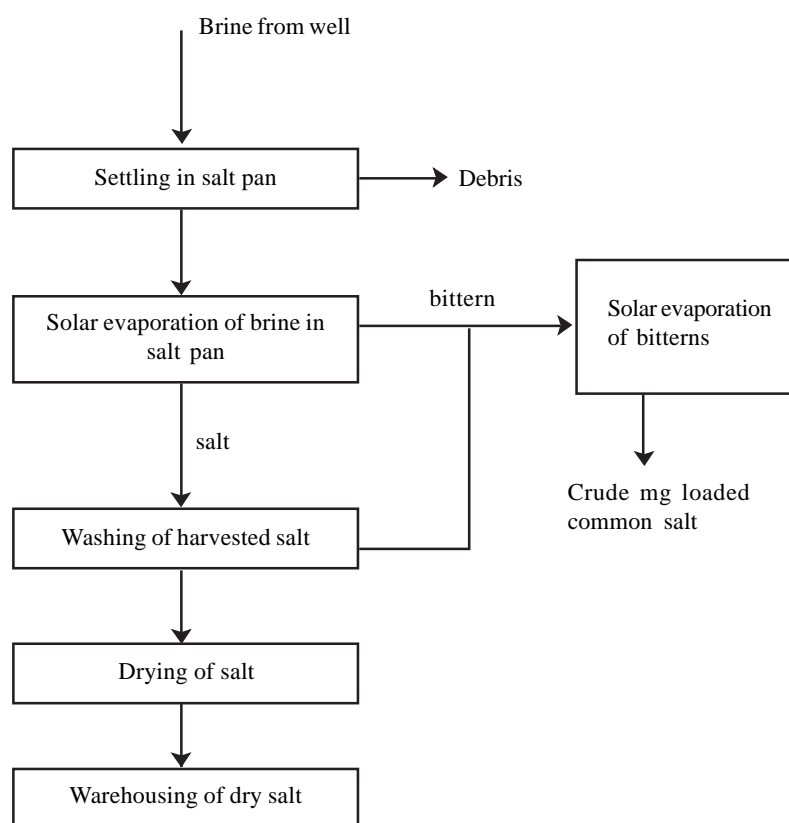 Brine from well
Settling in salt pan
Debris
Solar evaporation of brine in
salt pan
bittern
Solar evaporation
of bitterns
salt
Crude mg loaded
common salt
Washing of harvested salt
Drying of salt
Warehousing of dry salt